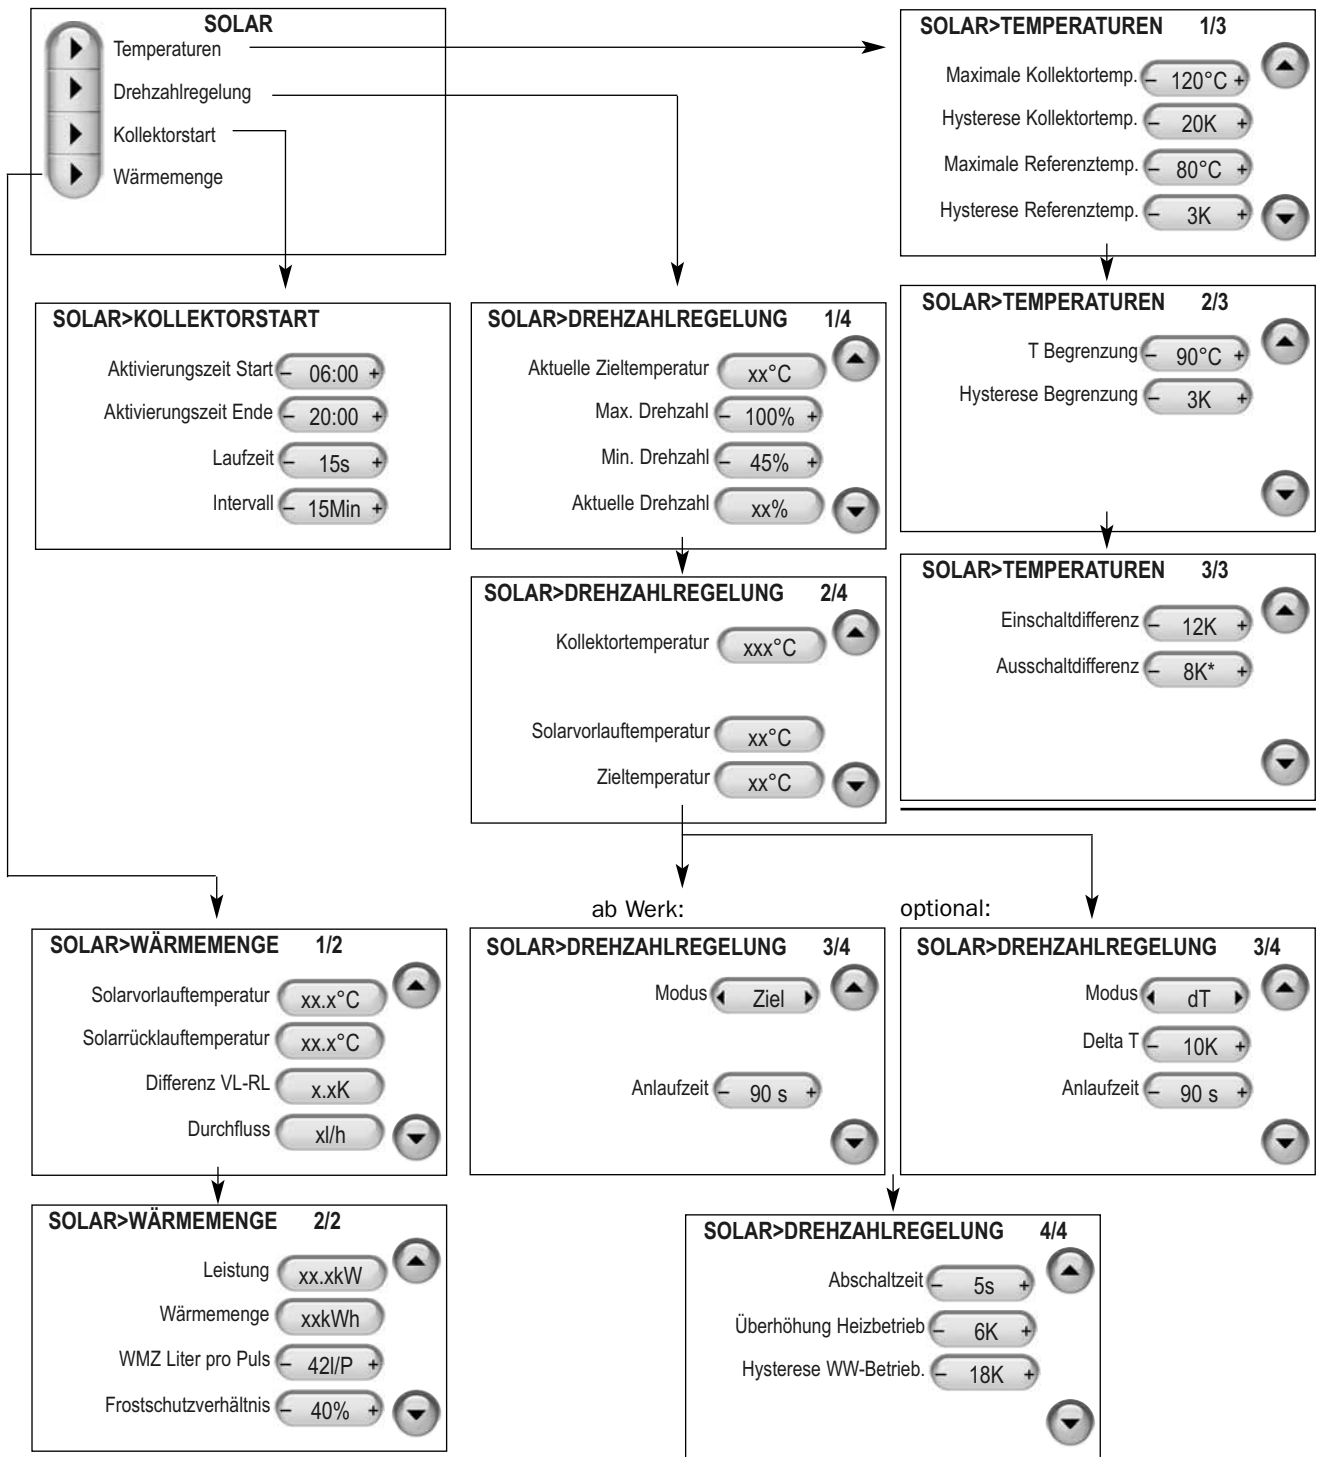 SOLAR
Temperaturen
Drehzahlregelung
Kollektorstart
Wärmemenge
SOLAR>TEMPERATUREN 1/3
Maximale Kollektortemp. – 120°C +
Hysterese Kollektortemp. – 20K +
Maximale Referenztemp. – 80°C +
Hysterese Referenztemp. – 3K +
SOLAR>KOLLEKTORSTART
Aktivierungszeit Start – 06:00 +
Aktivierungszeit Ende – 20:00 +
Laufzeit – 15s +
Intervall – 15Min +
SOLAR>DREHZAHLREGELUNG 1/4
Aktuelle Zieltemperatur xx°C
Max. Drehzahl – 100% +
Min. Drehzahl – 45% +
Aktuelle Drehzahl xx%
SOLAR>TEMPERATUREN 2/3
T Begrenzung – 90°C +
Hysterese Begrenzung – 3K +
SOLAR>DREHZAHLREGELUNG 2/4
Kollektortemperatur xxx°C
Solarvorlauftemperatur xx°C
Zieltemperatur xx°C
SOLAR>TEMPERATUREN 3/3
Einschaltdifferenz – 12K +
Ausschaltdifferenz – 8K* +
SOLAR>WÄRMEMENGE 1/2
Solarvorlauftemperatur xx.x°C
Solarrücklauftemperatur xx.x°C
Differenz VL-RL x.xK
Durchfluss xl/h
ab Werk:
SOLAR>DREHZAHLREGELUNG 3/4
Modus Ziel
Anlaufzeit – 90 s +
optional:
SOLAR>DREHZAHLREGELUNG 3/4
Modus dT
Delta T – 10K +
Anlaufzeit – 90 s +
SOLAR>WÄRMEMENGE 2/2
Leistung xx.xkW
Wärmemenge xxkWh
WMZ Liter pro Puls – 42l/P +
Frostschutzverhältnis – 40% +
SOLAR>DREHZAHLREGELUNG 4/4
Abschaltzeit – 5s +
Überhöhung Heizbetrieb – 6K +
Hysterese WW-Betrieb. – 18K +